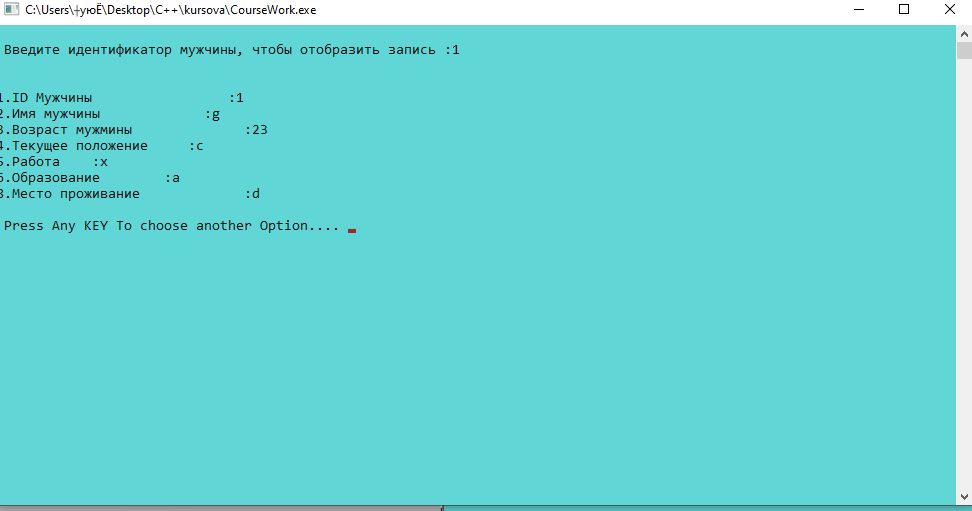 C:\Users\┼уюЁ\Desktop\C++\kursova\CourseWork.exe
Введите идентификатор мужчины, чтобы отобразить запись :1
1.ID Мужчины :1
2.Имя мужчины :g
3.Возраст мужмины :23
4.Текущее положение :c
5.Работа :x
6.Образование :a
8.Место проживание :d
Press Any KEY To choose another Option....